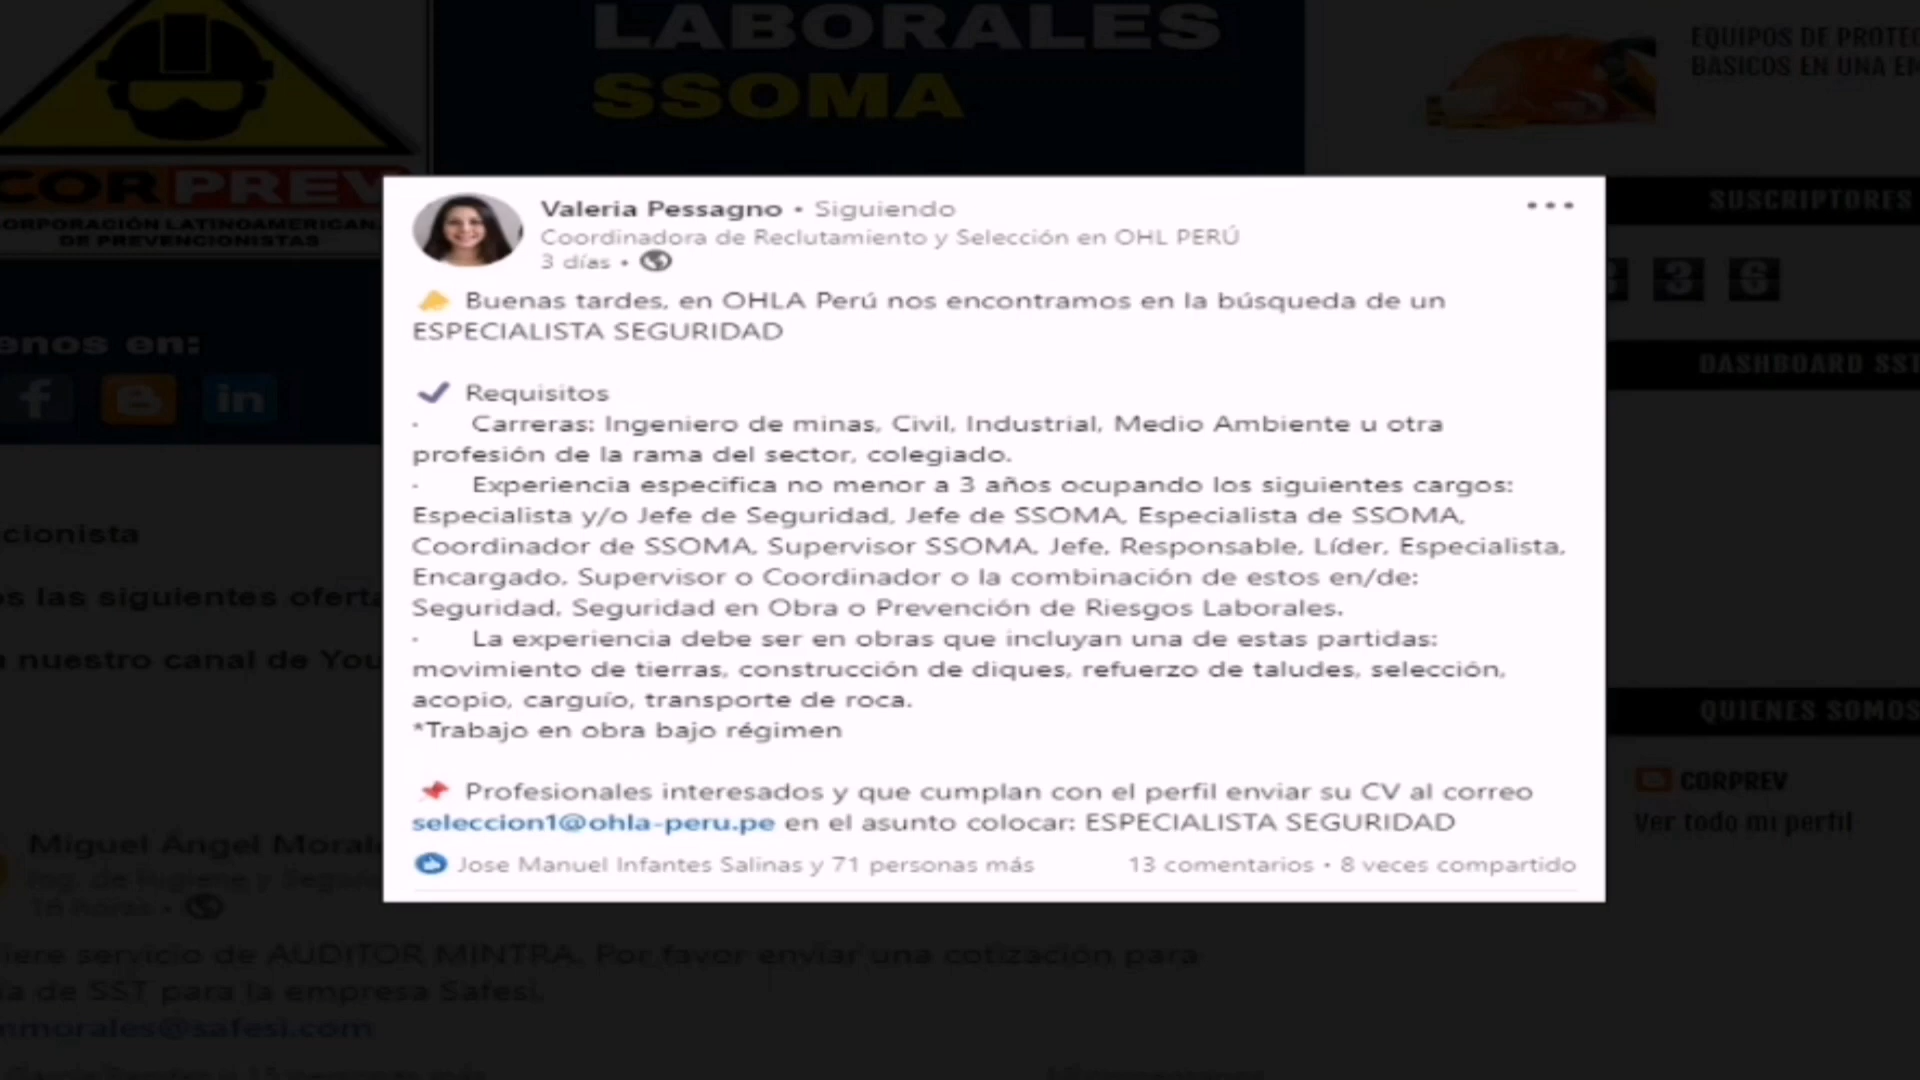 LABORALES
SSOMA
EQUIPOS DE
BASICOS EN UNA
CORPREV
DE PREVENCIONISTAS
SUSCRIPTORES
3 6
DASHBOARD SST
Valeria Pessagno • Siguiendo
Coordinadora de Reclutamiento y Selección en OHL PERÚ
3 días •
Buenas tardes, en OHLA Perú nos encontramos en la búsqueda de un
ESPECIALISTA SEGURIDAD
Requisitos
· Carreras: Ingeniero de minas, Civil, Industrial, Medio Ambiente u otra
profesión de la rama del sector, colegiado.
· Experiencia especifica no menor a 3 años ocupando los siguientes cargos:
Especialista y/o Jefe de Seguridad, Jefe de SSOMA, Especialista de SSOMA,
Coordinador de SSOMA, Supervisor SSOMA, Jefe, Responsable, Líder, Especialista,
Encargado, Supervisor o Coordinador o la combinación de estos en/de:
Seguridad, Seguridad en Obra o Prevención de Riesgos Laborales.
· La experiencia debe ser en obras que incluyan una de estas partidas:
movimiento de tierras, construcción de diques, refuerzo de taludes, selección,
acopio, carguío, transporte de roca.
*Trabajo en obra bajo régimen
Profesionales interesados y que cumplan con el perfil enviar su CV al correo
seleccion1@ohla-peru.pe en el asunto colocar: ESPECIALISTA SEGURIDAD
Jose Manuel Infantes Salinas y 71 personas más 13 comentarios • 8 veces compartido
enos en:
f in
cionista
las siguientes
nuestro canal de
QUIENES SOMOS
CORPREV
Ver todo mi perfil
Miguel Ángel
Ing. de Higiene y
16 horas •
iere servicio de AUDITOR MINTRA. Por favor enviar una cotización para
de SST para la empresa Safesi.
morales@safesi.com